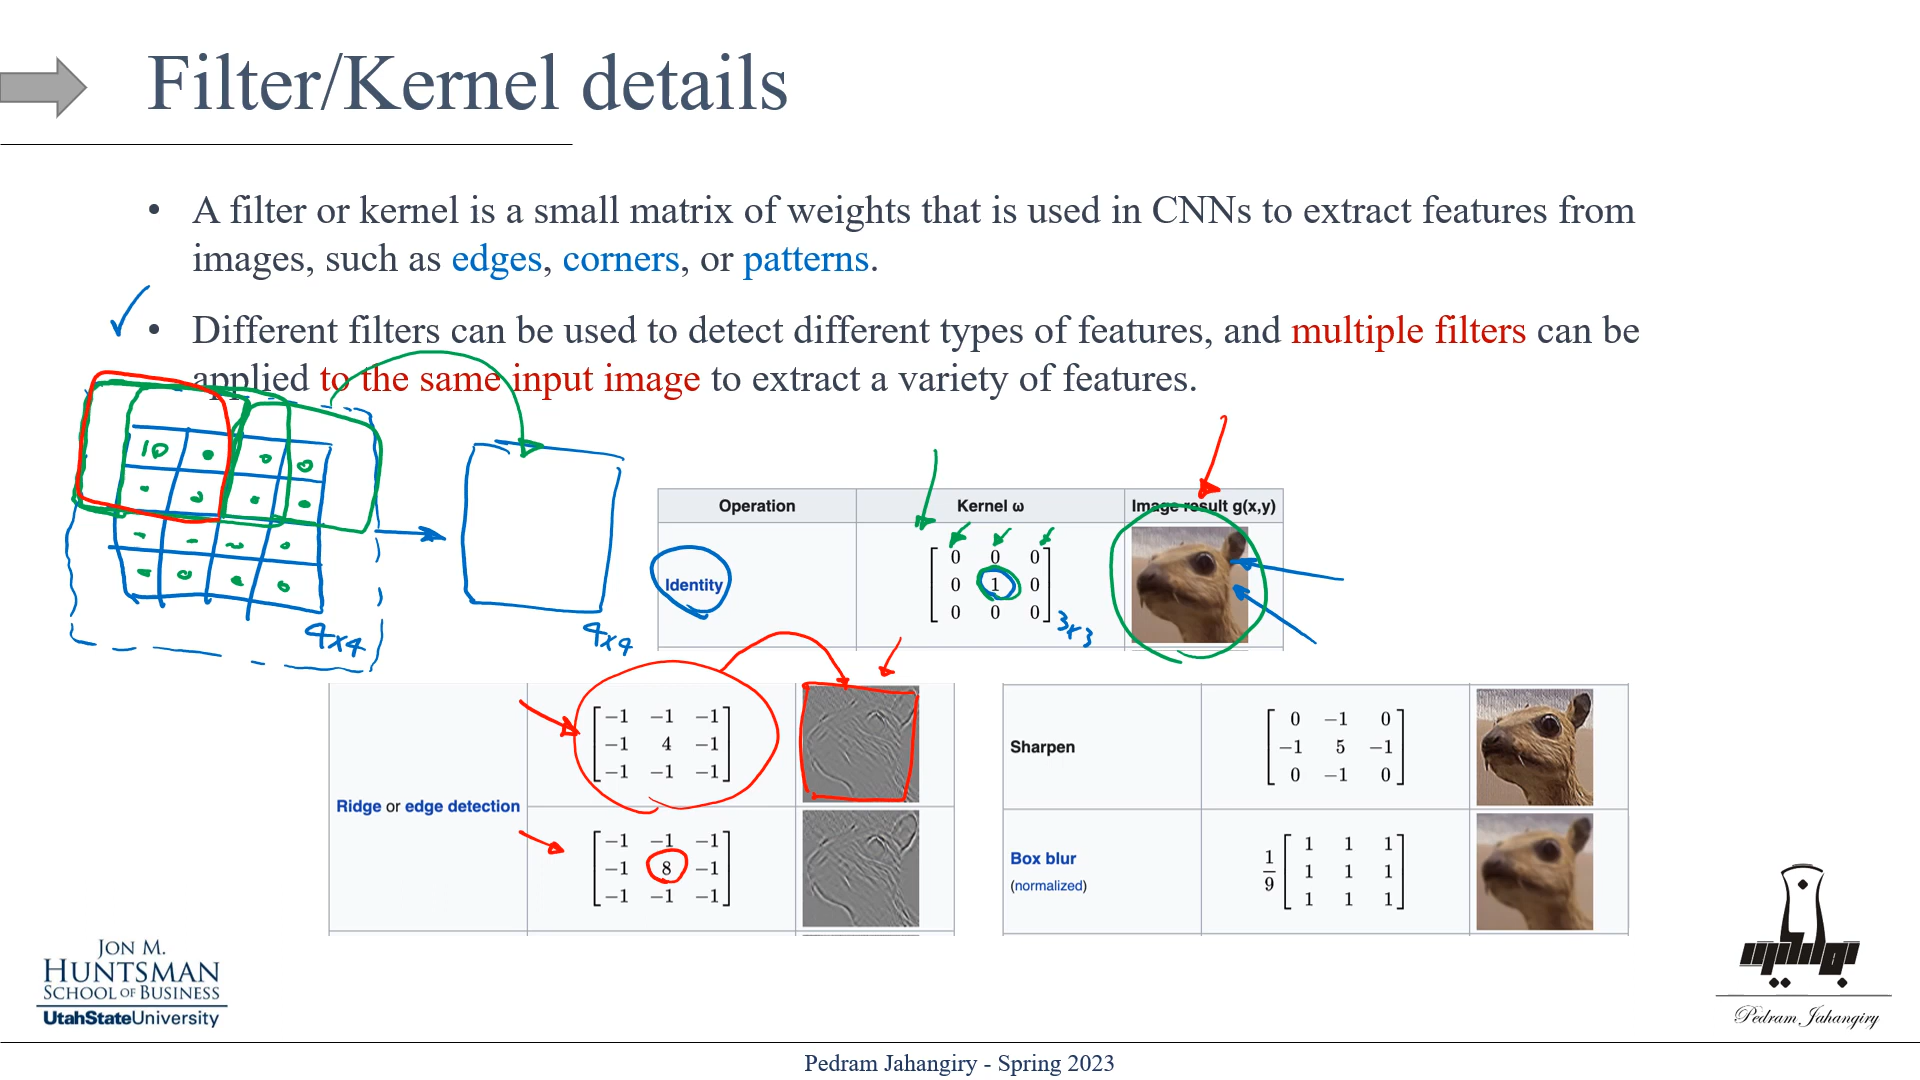 Filter/Kernel details
• A filter or kernel is a small matrix of weights that is used in CNNs to extract features from
images, such as edges, corners, or patterns.
• Different filters can be used to detect different types of features, and multiple filters can be
applied to the same input image to extract a variety of features.
10
4x4
4x4
Operation Kernel ω Image result g(x,y)
Identity
0 0 0
0 1 0
0 0 0
3x3
Ridge or edge detection
−1 −1 −1
−1 4 −1
−1 −1 −1
−1 −1 −1
−1 8 −1
−1 −1 −1
Sharpen
0 −1 0
−1 5 −1
0 −1 0
Box blur
(normalized)
1/9
1 1 1
1 1 1
1 1 1
JON M.
HUNTSMAN
SCHOOL OF BUSINESS
UtahStateUniversity
Pedram Jahangiry
Pedram Jahangiry - Spring 2023